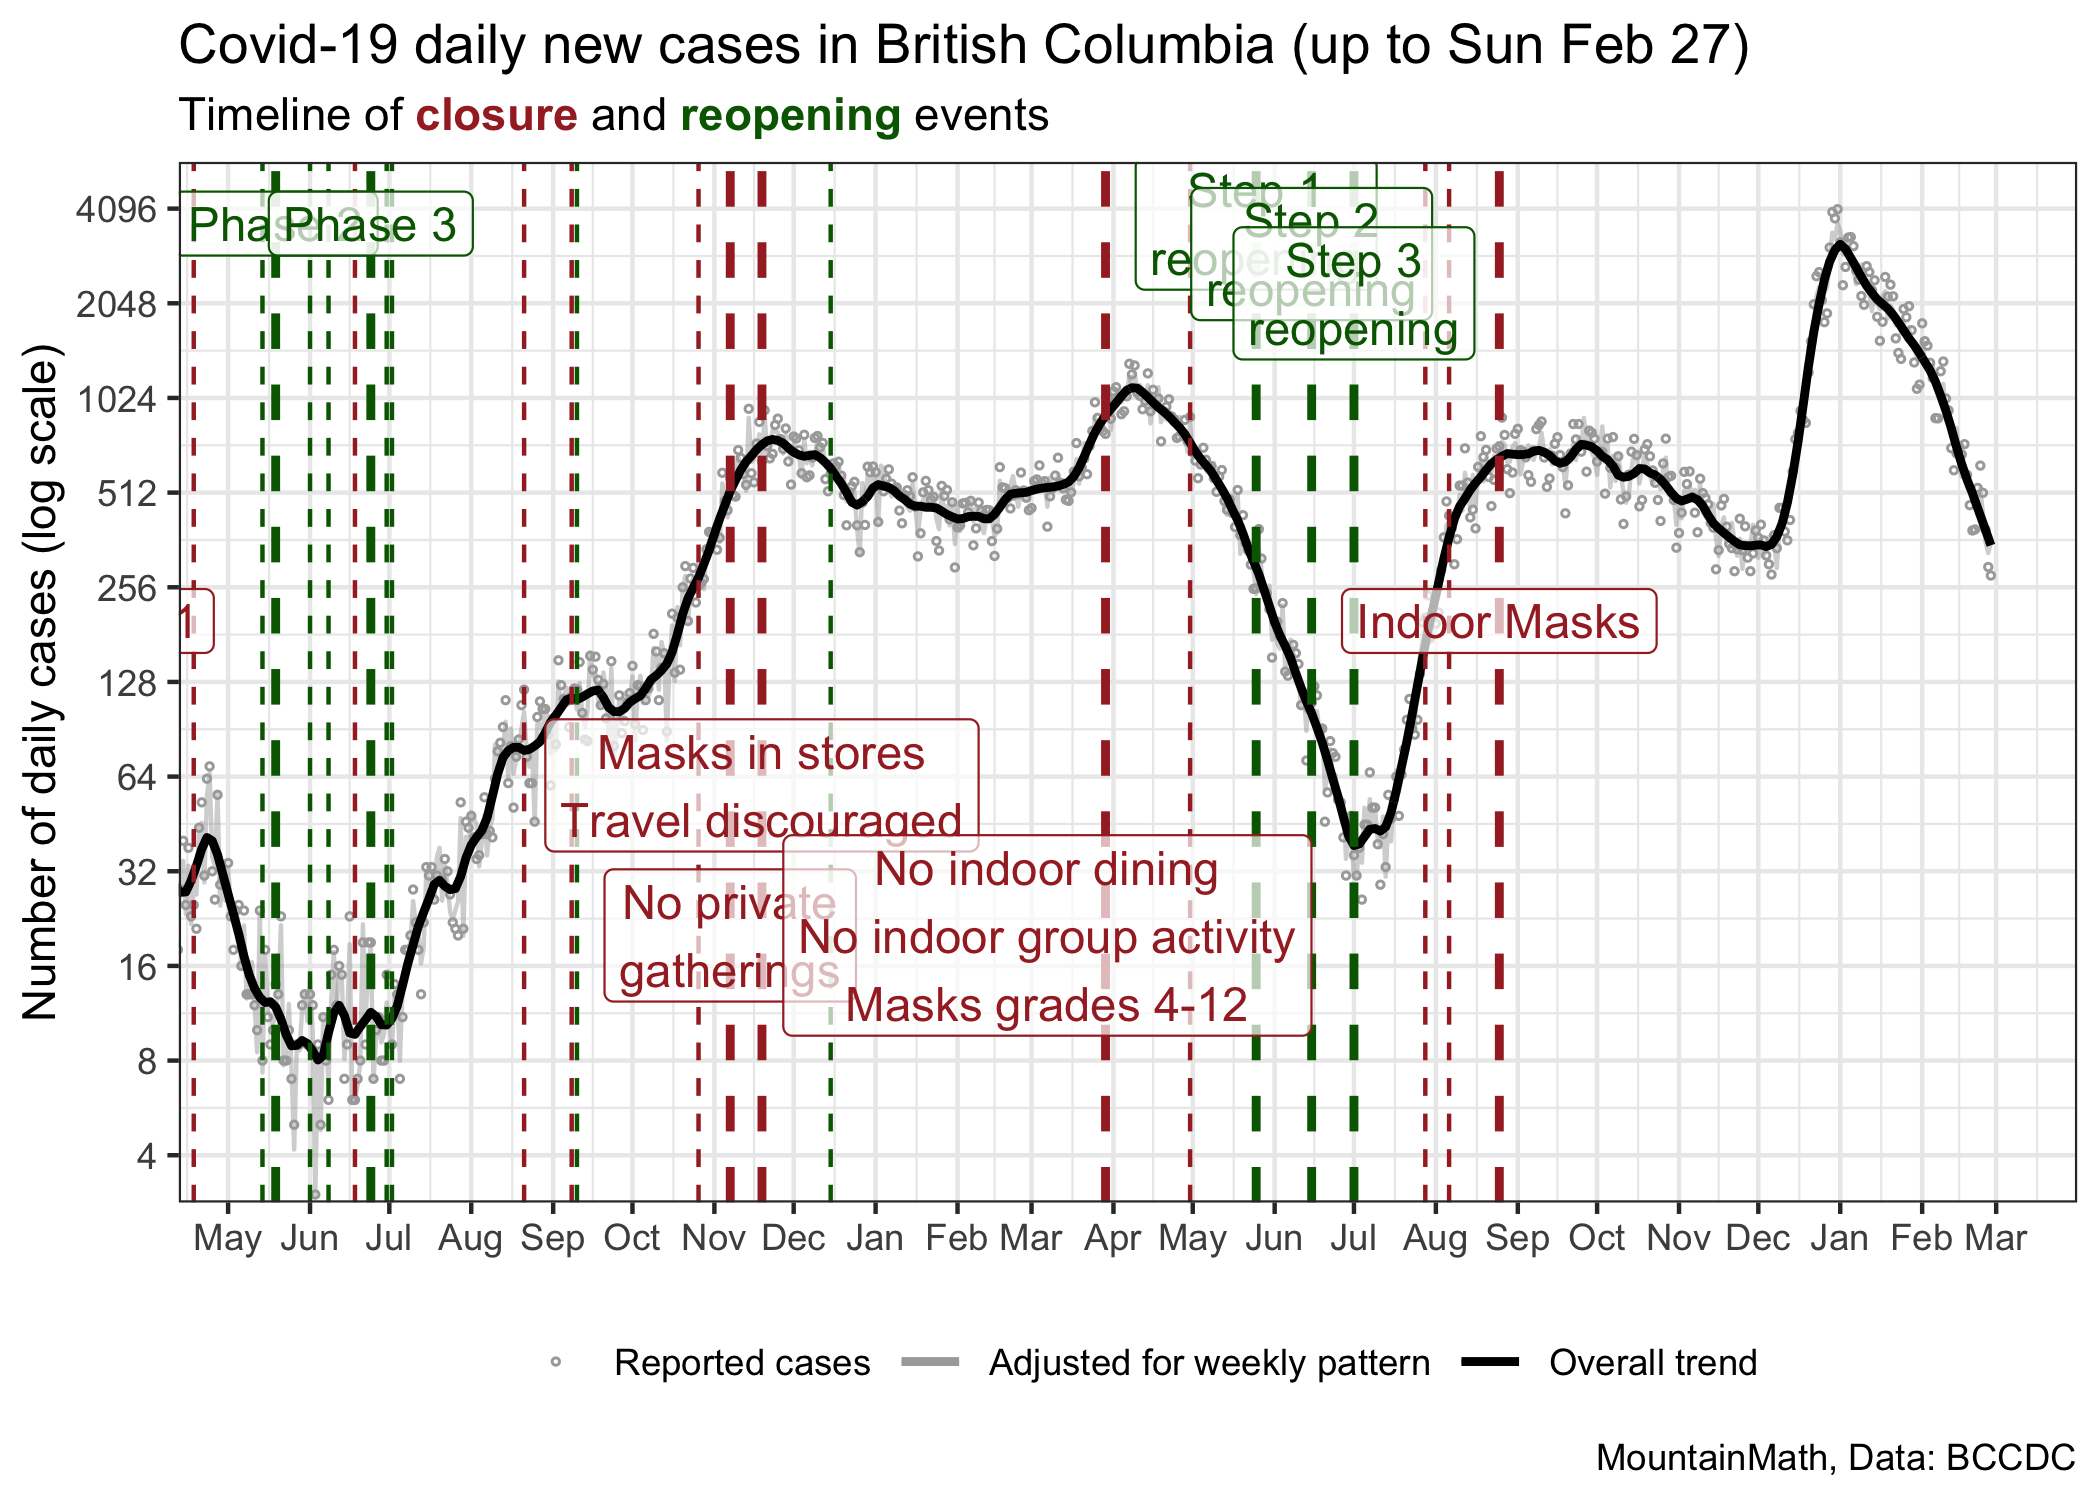 Covid-19 daily new cases in British Columbia (up to Sun Feb 27)
Timeline of closure and reopening events
Number of daily cases (log scale)
4096
2048
1024
512
256
128
64
32
16
8
4
Phase 3
Step 1
Step 2
reopening
Step 3
reopening
1
Indoor Masks
Masks in stores
Travel discouraged
No private
gatherings
No indoor dining
No indoor group activity
Masks grades 4-12
May Jun Jul Aug Sep Oct Nov Dec Jan Feb Mar Apr May Jun Jul Aug Sep Oct Nov Dec Jan Feb Mar
Reported cases
Adjusted for weekly pattern
Overall trend
MountainMath, Data: BCCDC